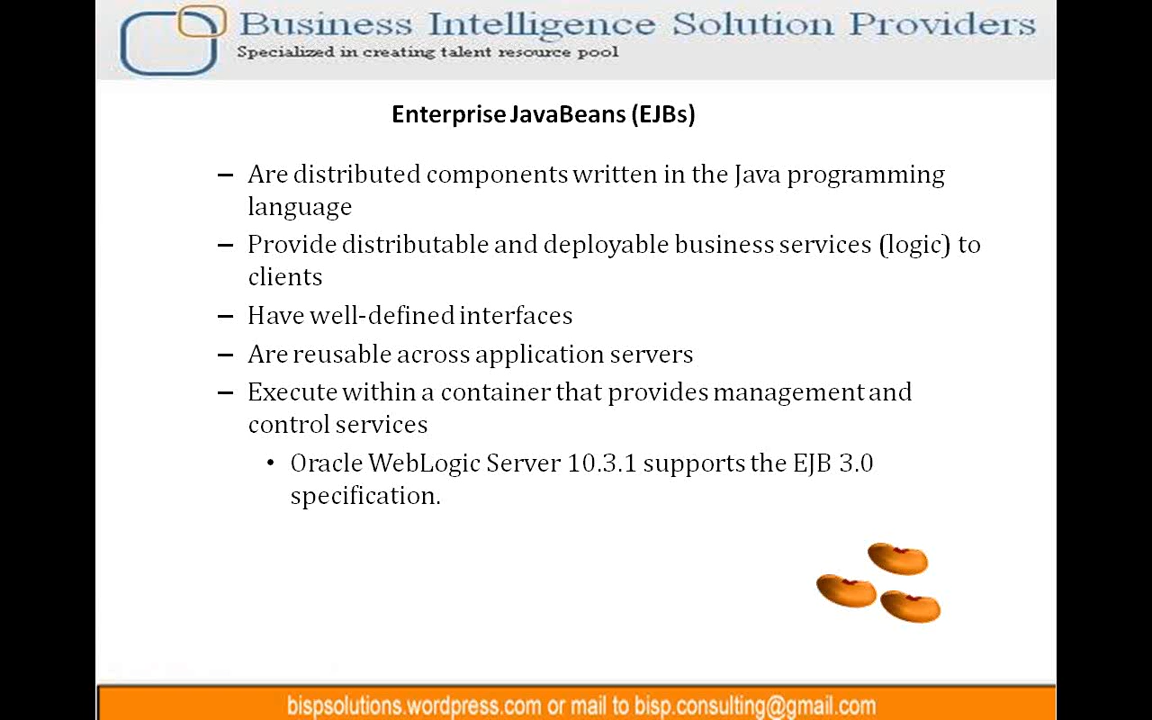 Business Intelligence Solution Providers
Specialized in creating talent resource pool
Enterprise JavaBeans (EJBs)
– Are distributed components written in the Java programming
language
– Provide distributable and deployable business services (logic) to
clients
– Have well-defined interfaces
– Are reusable across application servers
– Execute within a container that provides management and
control services
• Oracle WebLogic Server 10.3.1 supports the EJB 3.0
specification.
bispsolutions.wordpress.com or mail to bisp.consulting@gmail.com